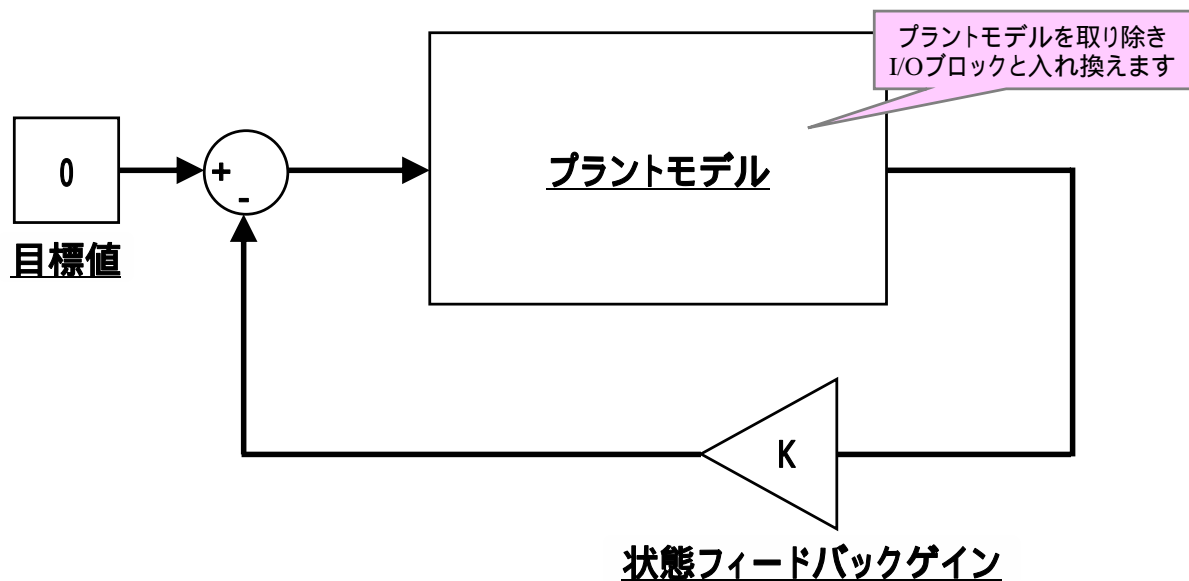 プラントモデルを取り除き
I/Oブロックと入れ換えます
0
+
-
プラントモデル
目標値
K
状態フィードバックゲイン